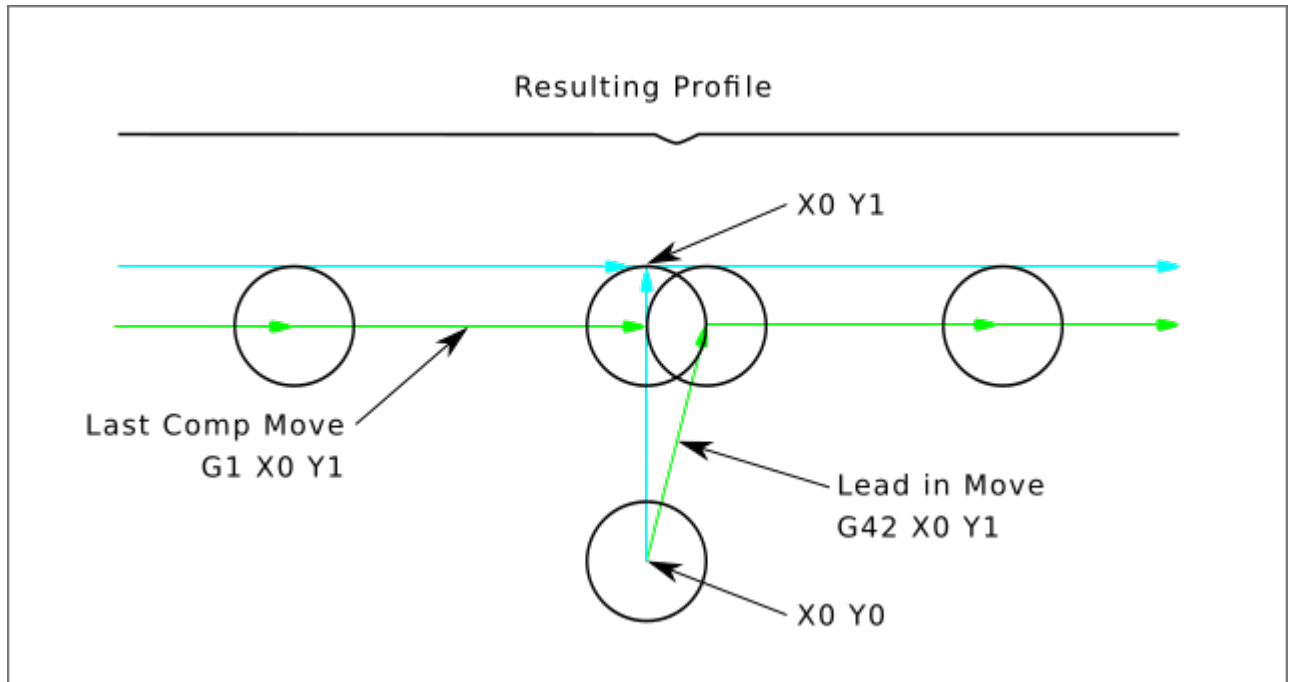 Resulting Profile
X0 Y1
Last Comp Move
G1 X0 Y1
Lead in Move
G42 X0 Y1
X0 Y0